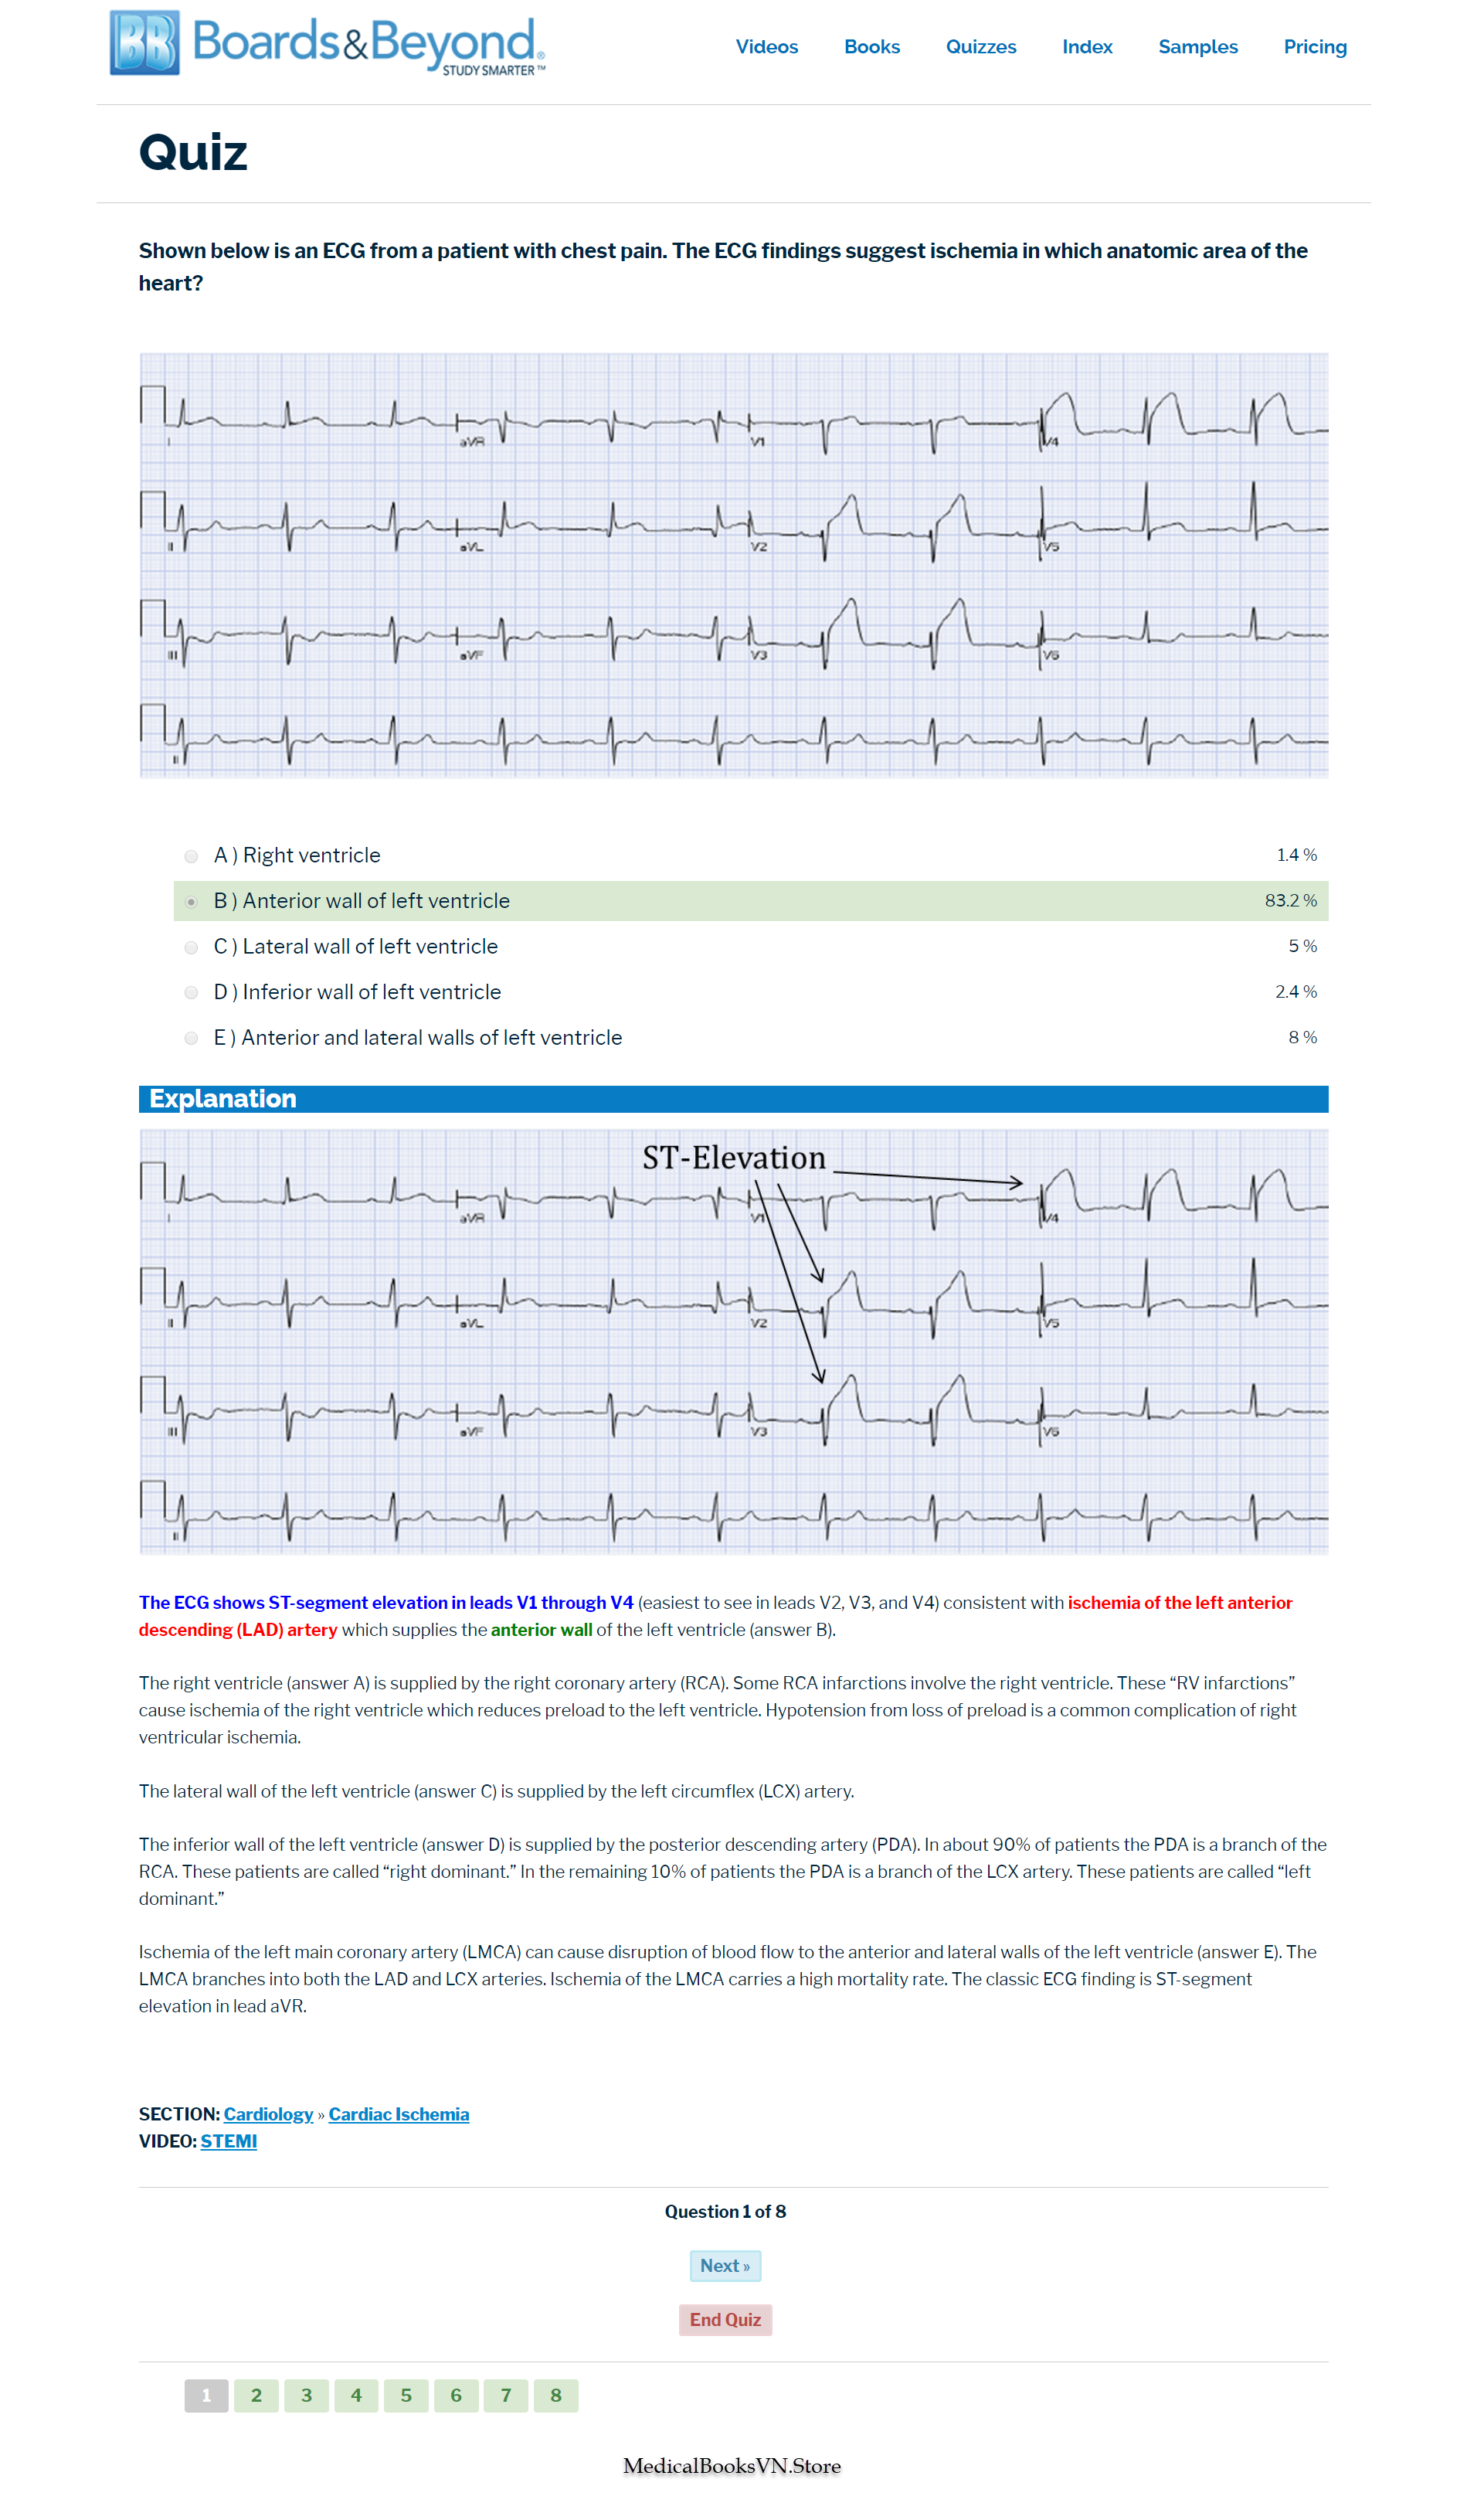 BB Boards&Beyond®
STUDY SMARTER™
Videos Books Quizzes Index Samples Pricing
Quiz
Shown below is an ECG from a patient with chest pain. The ECG findings suggest ischemia in which anatomic area of the
heart?
I aVR V1 V4
II aVL V2 V5
III aVF V3 V6
II
A ) Right ventricle 1.4 %
B ) Anterior wall of left ventricle 83.2 %
C ) Lateral wall of left ventricle 5 %
D ) Inferior wall of left ventricle 2.4 %
E ) Anterior and lateral walls of left ventricle 8 %
Explanation
ST-Elevation
I aVR V1 V4
II aVL V2 V5
III aVF V3 V6
II
The ECG shows ST-segment elevation in leads V1 through V4 (easiest to see in leads V2, V3, and V4) consistent with ischemia of the left anterior
descending (LAD) artery which supplies the anterior wall of the left ventricle (answer B).
The right ventricle (answer A) is supplied by the right coronary artery (RCA). Some RCA infarctions involve the right ventricle. These “RV infarctions”
cause ischemia of the right ventricle which reduces preload to the left ventricle. Hypotension from loss of preload is a common complication of right
ventricular ischemia.
The lateral wall of the left ventricle (answer C) is supplied by the left circumflex (LCX) artery.
The inferior wall of the left ventricle (answer D) is supplied by the posterior descending artery (PDA). In about 90% of patients the PDA is a branch of the
RCA. These patients are called “right dominant.” In the remaining 10% of patients the PDA is a branch of the LCX artery. These patients are called “left
dominant.”
Ischemia of the left main coronary artery (LMCA) can cause disruption of blood flow to the anterior and lateral walls of the left ventricle (answer E). The
LMCA branches into both the LAD and LCX arteries. Ischemia of the LMCA carries a high mortality rate. The classic ECG finding is ST-segment
elevation in lead aVR.
SECTION: Cardiology » Cardiac Ischemia
VIDEO: STEMI
Question 1 of 8
Next »
End Quiz
1 2 3 4 5 6 7 8
MedicalBooksVN.Store